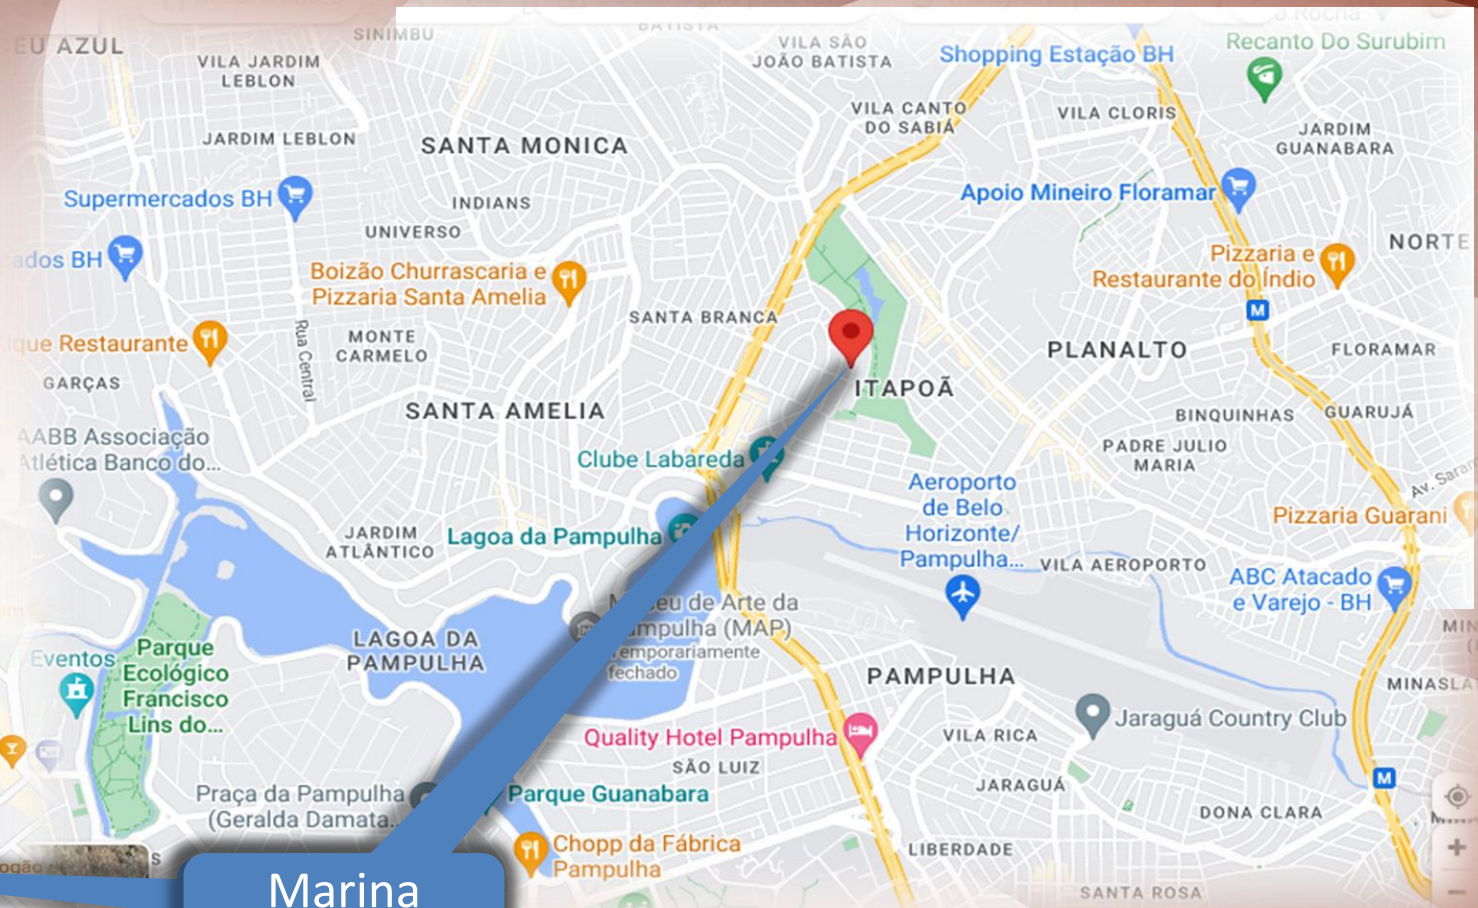 CEU AZUL
SINIMBU
BATISTA
VILA SÃO
JOÃO BATISTA
Shopping Estação BH
Recanto Do Surubim
VILA JARDIM
LEBLON
VILA CANTO
DO SABIÁ
VILA CLORIS
JARDIM
GUANABARA
JARDIM LEBLON
SANTA MONICA
Supermercados BH
INDIANS
Apoio Mineiro Floramar
UNIVERSO
NORTE
ados BH
Boizão Churrascaria e
Pizzaria Santa Amelia
Pizzaria e
Restaurante do Índio
M
SANTA BRANCA
que Restaurante
Rua Central
MONTE
CARMELO
PLANALTO
FLORAMAR
GARÇAS
ITAPOÃ
SANTA AMELIA
BINQUINHAS
GUARUJÁ
AABB Associação
Atlética Banco do...
Clube Labareda
PADRE JULIO
MARIA
Aeroporto
de Belo
Horizonte/
Pampulha...
Av. Saram
Pizzaria Guarani
JARDIM
ATLÂNTICO
Lagoa da Pampulha
VILA AEROPORTO
ABC Atacado
e Varejo - BH
eu de Arte da
mpulha (MAP)
emporariamente
fechado
LAGOA DA
PAMPULHA
MIN
Eventos
Parque
Ecológico
Francisco
Lins do...
PAMPULHA
MINASLA
Jaraguá Country Club
Quality Hotel Pampulha
VILA RICA
SÃO LUIZ
M
JARAGUÁ
Praça da Pampulha
(Geralda Damata...
Parque Guanabara
DONA CLARA
Chopp da Fábrica
Pampulha
LIBERDADE
SANTA ROSA
Marina